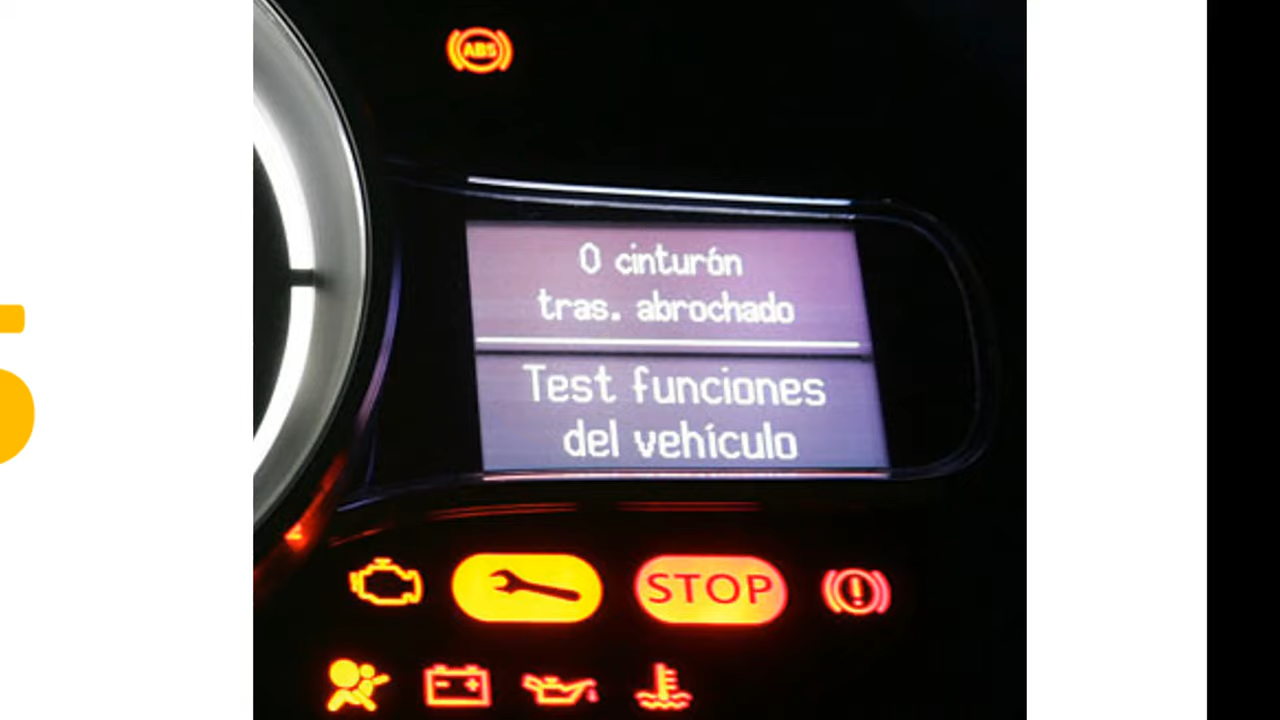 ABS
0 cinturón
tras. abrochado
Test funciones
del vehículo
STOP